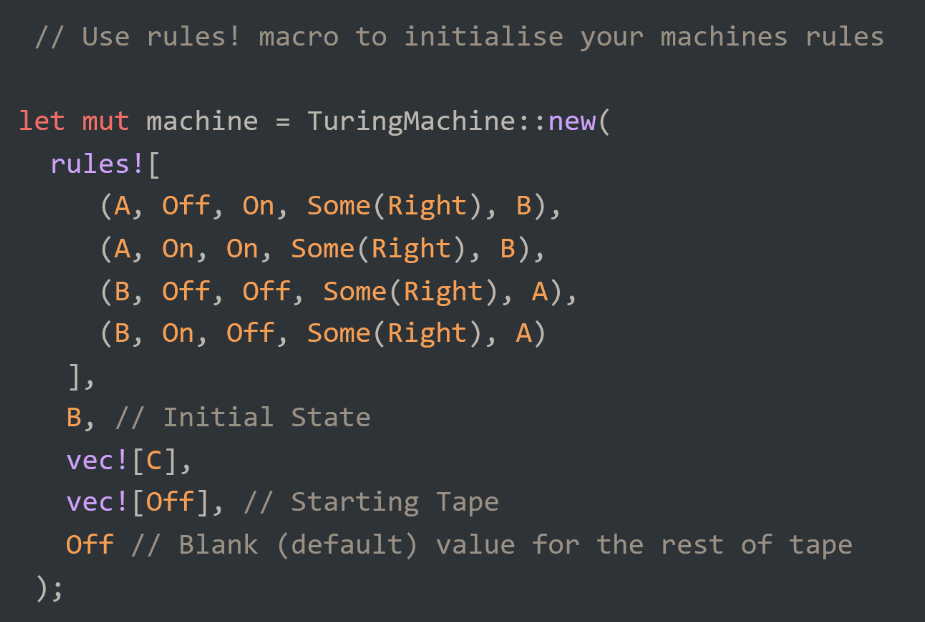 // Use rules! macro to initialise your machines rules
let mut machine = TuringMachine::new(
rules![
(A, Off, On, Some(Right), B),
(A, On, On, Some(Right), B),
(B, Off, Off, Some(Right), A),
(B, On, Off, Some(Right), A)
],
B, // Initial State
vec![C],
vec![Off], // Starting Tape
Off // Blank (default) value for the rest of tape
);